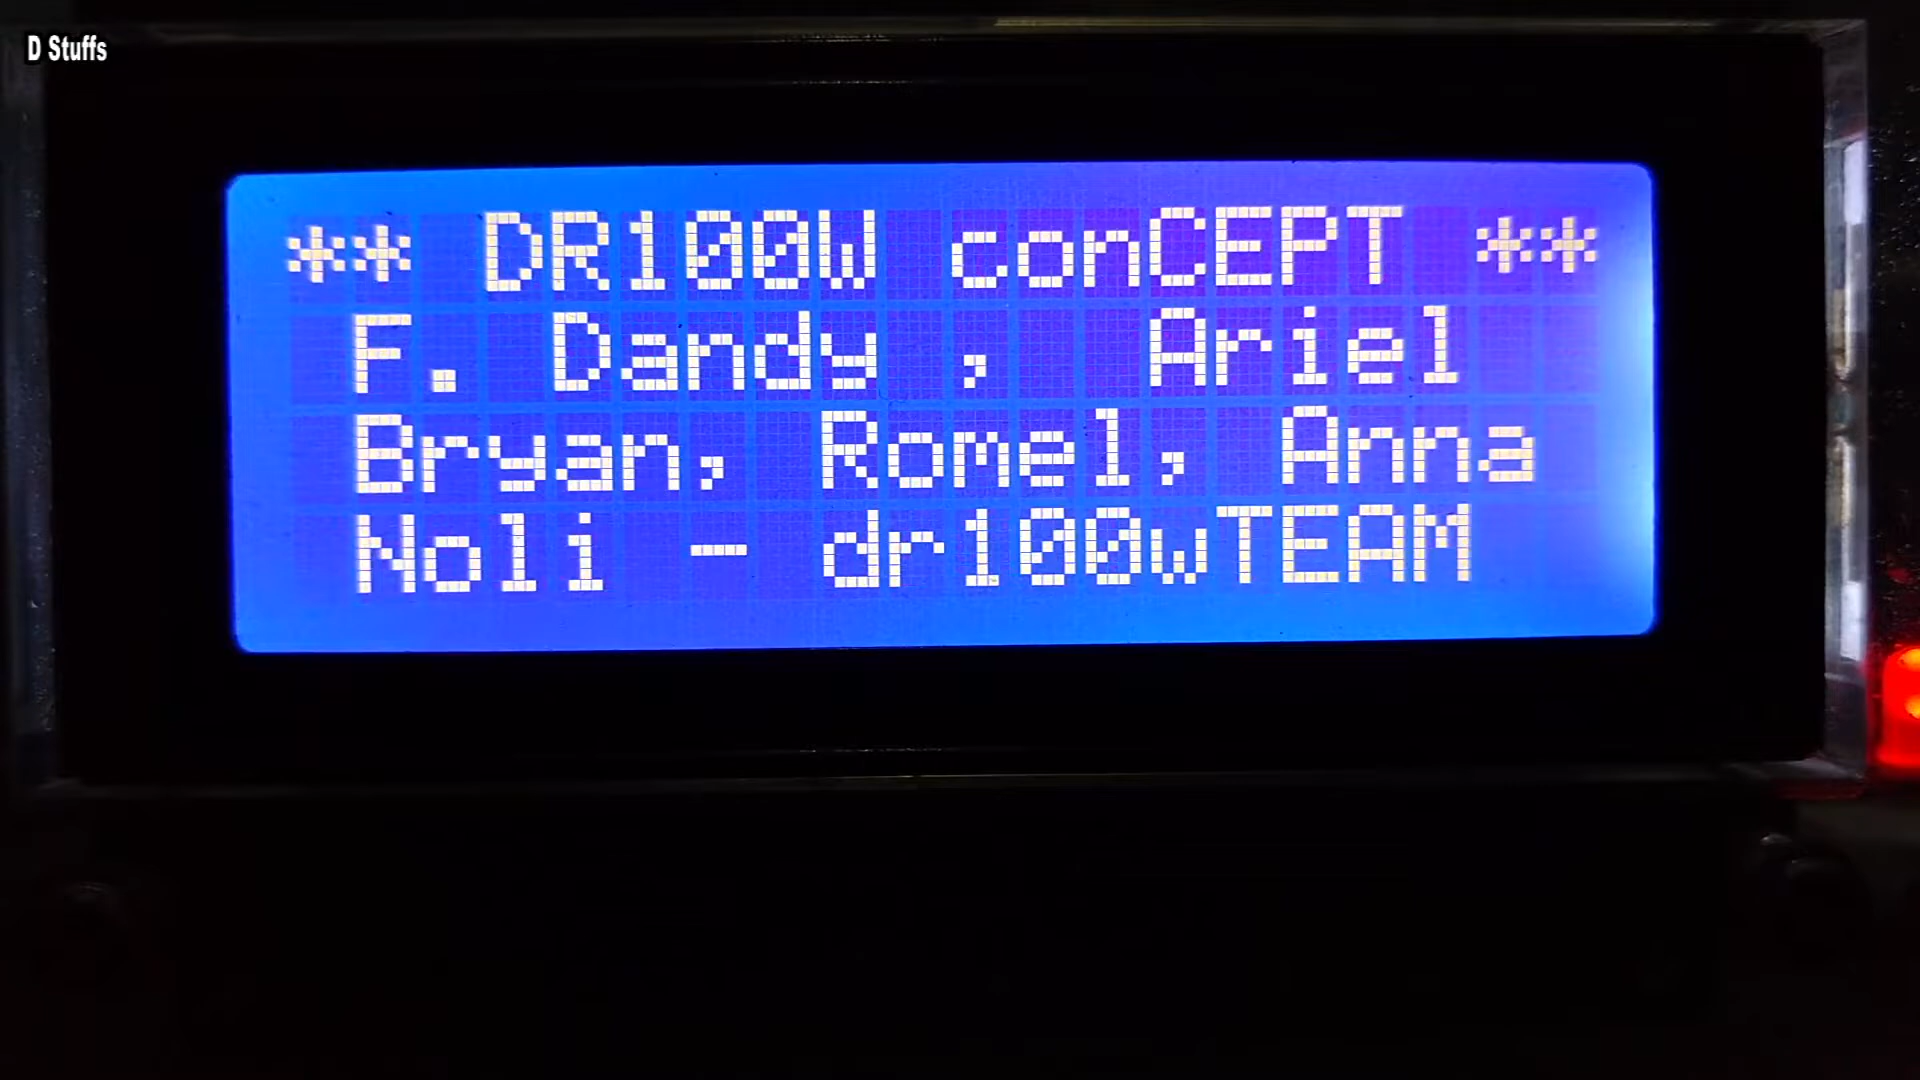 D Stuffs
** DR100W conCEPT **
F. Dandy , Ariel
Bryan, Romel, Anna
Noli - dr100wTEAM